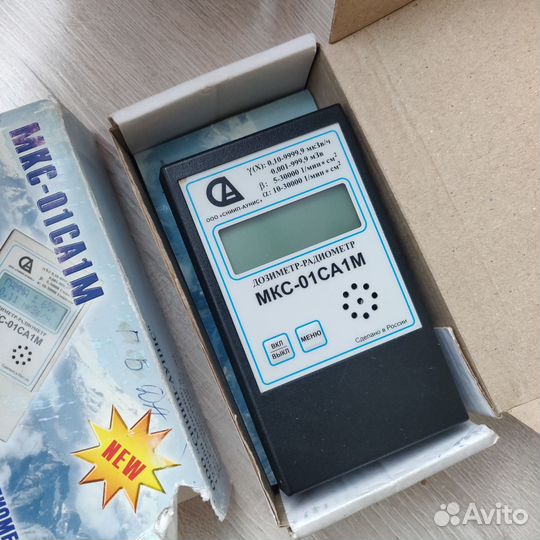 γ(X): 0,10-9999,9 мкЗв/ч
0,001-999,9 мЗв
β: 5-30000 1/мин*см²
α: 10-30000 1/мин*см²
ООО «СНИИП-АУНИС»
ДОЗИМЕТР-РАДИОМЕТР
МКС-01СА1М
ВКЛ
ВЫКЛ
МЕНЮ
Сделано в России
МКС-01СА1М
ДОЗИМЕТР-РАДИОМЕТР
МКС-01СА1М
NEW
Avito